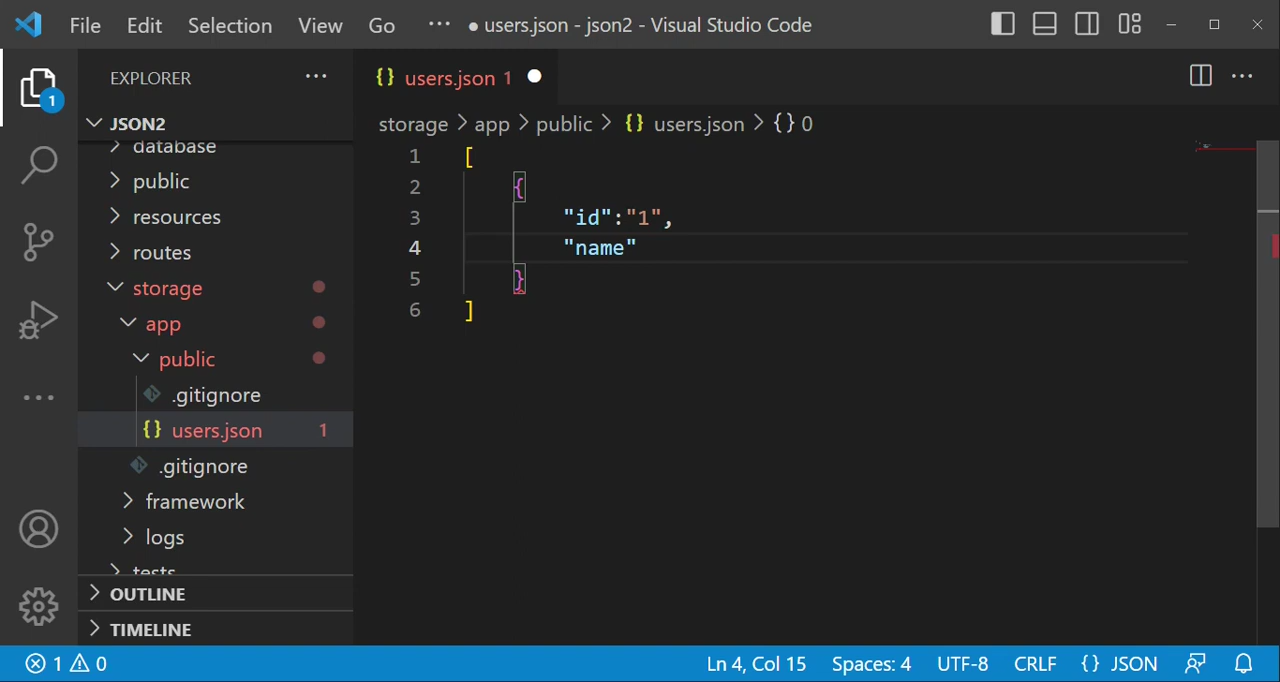 File Edit Selection View Go ··· ● users.json - json2 - Visual Studio Code
1
EXPLORER ···
JSON2
database
public
resources
routes
storage
app
public
.gitignore
{} users.json 1
.gitignore
framework
logs
tests
OUTLINE
TIMELINE
{} users.json 1 ●
storage > app > public > {} users.json > {} 0
1 [
2 {
3 "id":"1",
4 "name"
5 }
6 ]
1 0 Ln 4, Col 15 Spaces: 4 UTF-8 CRLF {} JSON